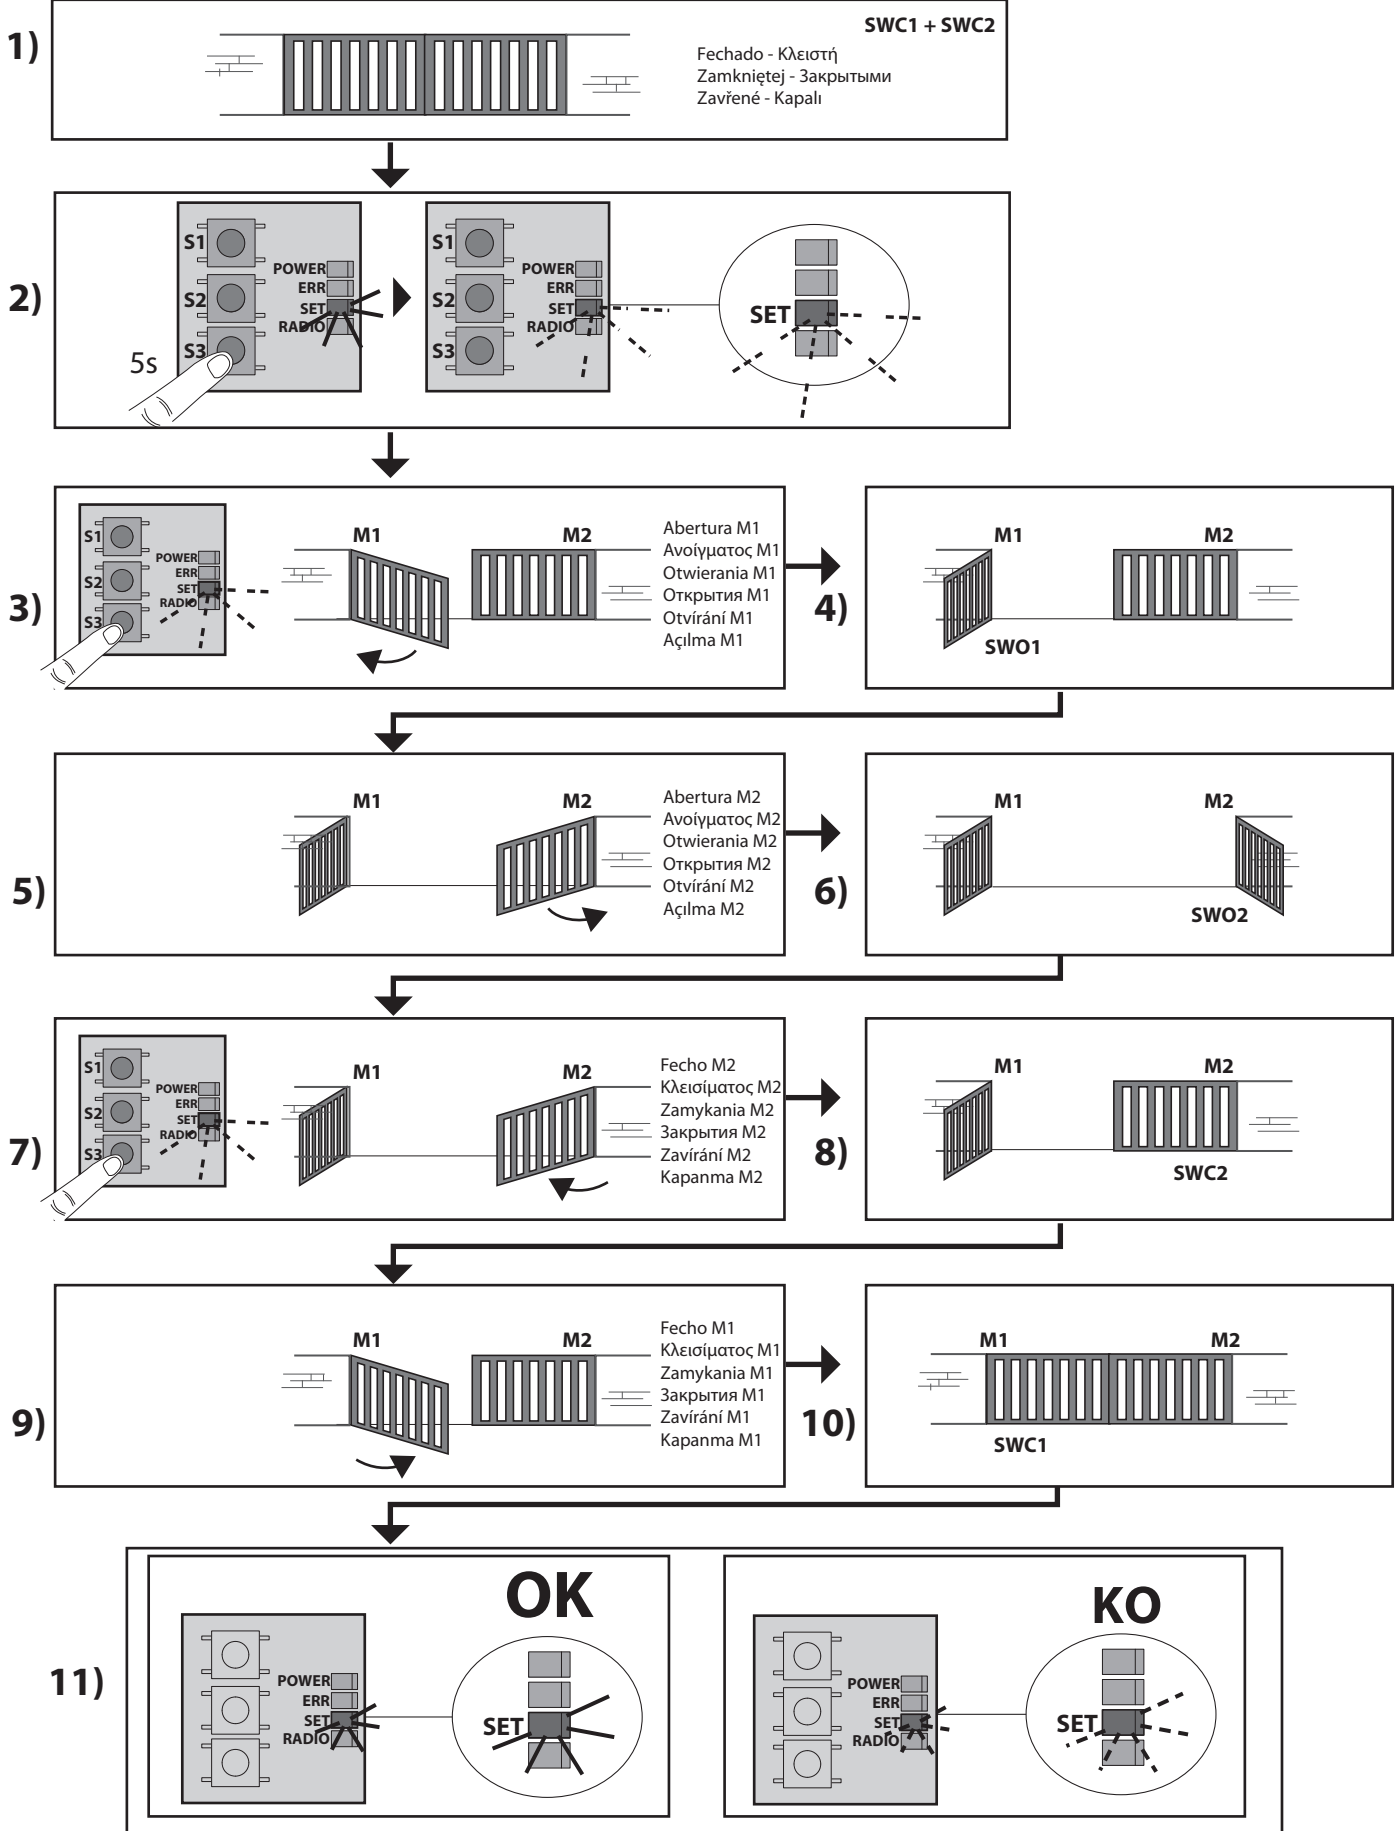 1)
SWC1 + SWC2
Fechado - Κλειστή
Zamkniętej - Закрытыми
Zavřené - Kapalı
2)
S1
S2
S3
POWER
ERR
SET
RADIO
5s
S1
S2
S3
POWER
ERR
SET
RADIO
SET
3)
S1
S2
S3
POWER
ERR
SET
RADIO
M1
M2
Abertura M1
Ανοίγματος M1
Otwierania M1
Открытия M1
Otvírání M1
Açılma M1
4)
M1
M2
SWO1
5)
M1
M2
Abertura M2
Ανοίγματος M2
Otwierania M2
Открытия M2
Otvírání M2
Açılma M2
6)
M1
M2
SWO2
7)
S1
S2
S3
POWER
ERR
SET
RADIO
M1
M2
Fecho M2
Κλεισίματος M2
Zamykania M2
Закрытия M2
Zavírání M2
Kapanma M2
8)
M1
M2
SWC2
9)
M1
M2
Fecho M1
Κλεισίματος M1
Zamykania M1
Закрытия M1
Zavírání M1
Kapanma M1
10)
M1
M2
SWC1
11)
OK
POWER
ERR
SET
RADIO
SET
KO
POWER
ERR
SET
RADIO
SET